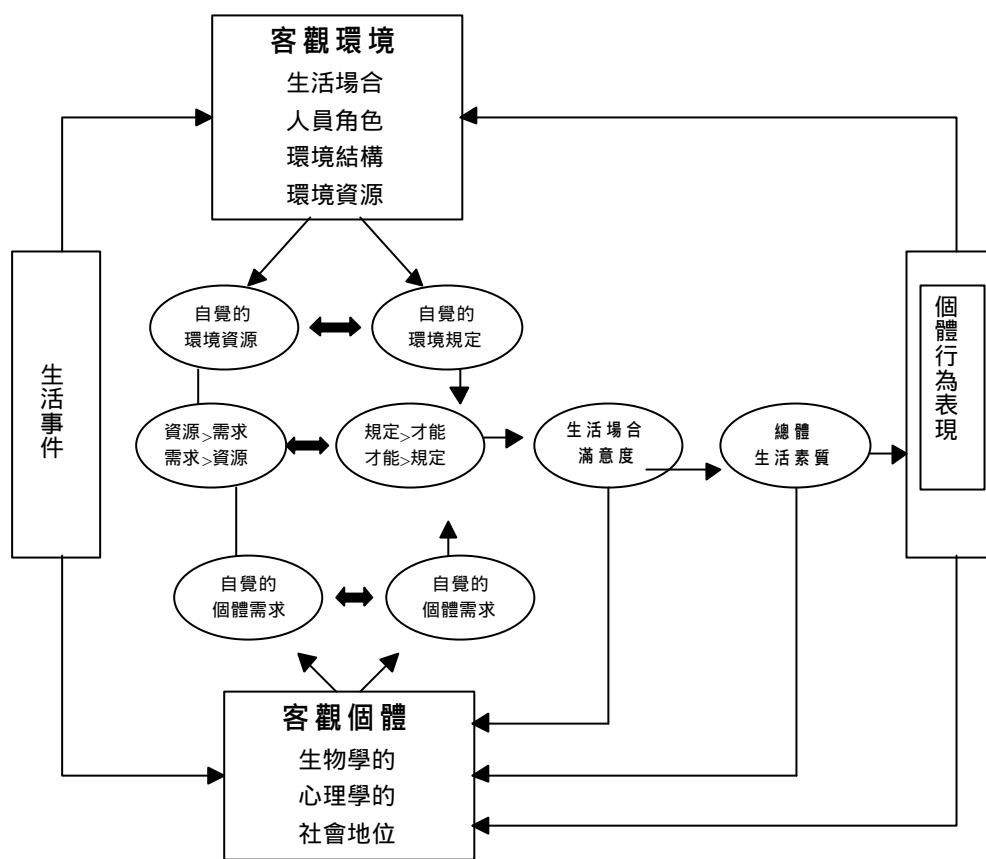 客觀環境
生活場合
人員角色
環境結構
環境資源
生活事件
自覺的
環境資源
自覺的
環境規定
個體行為表現
資源>需求
需求>資源
規定>才能
才能>規定
生活場合
滿意度
總體
生活素質
自覺的
個體需求
自覺的
個體需求
客觀個體
生物學的
心理學的
社會地位